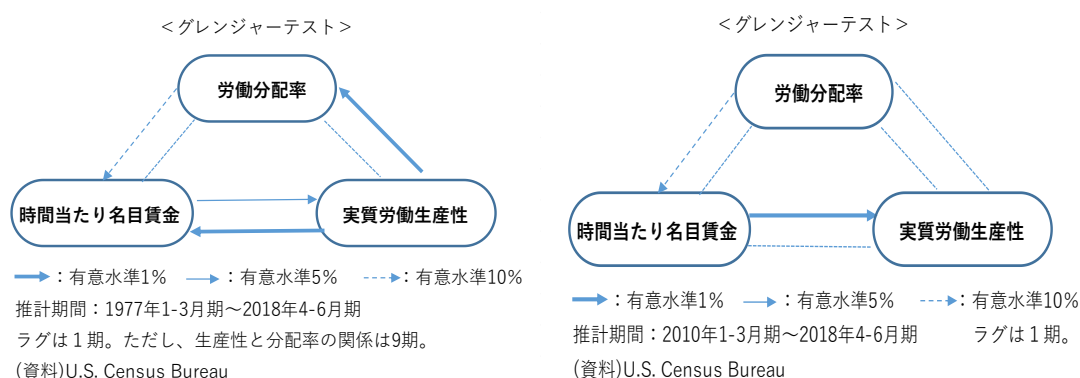 ＜グレンジャーテスト＞
労働分配率
時間当たり名目賃金
実質労働生産性
：有意水準1%　：有意水準5%　：有意水準10%
推計期間：1977年1-3月期～2018年4-6月期
ラグは１期。ただし、生産性と分配率の関係は9期。
(資料)U.S. Census Bureau
＜グレンジャーテスト＞
労働分配率
時間当たり名目賃金
実質労働生産性
：有意水準1%　：有意水準5%　：有意水準10%
推計期間：2010年1-3月期～2018年4-6月期　ラグは１期。
(資料)U.S. Census Bureau